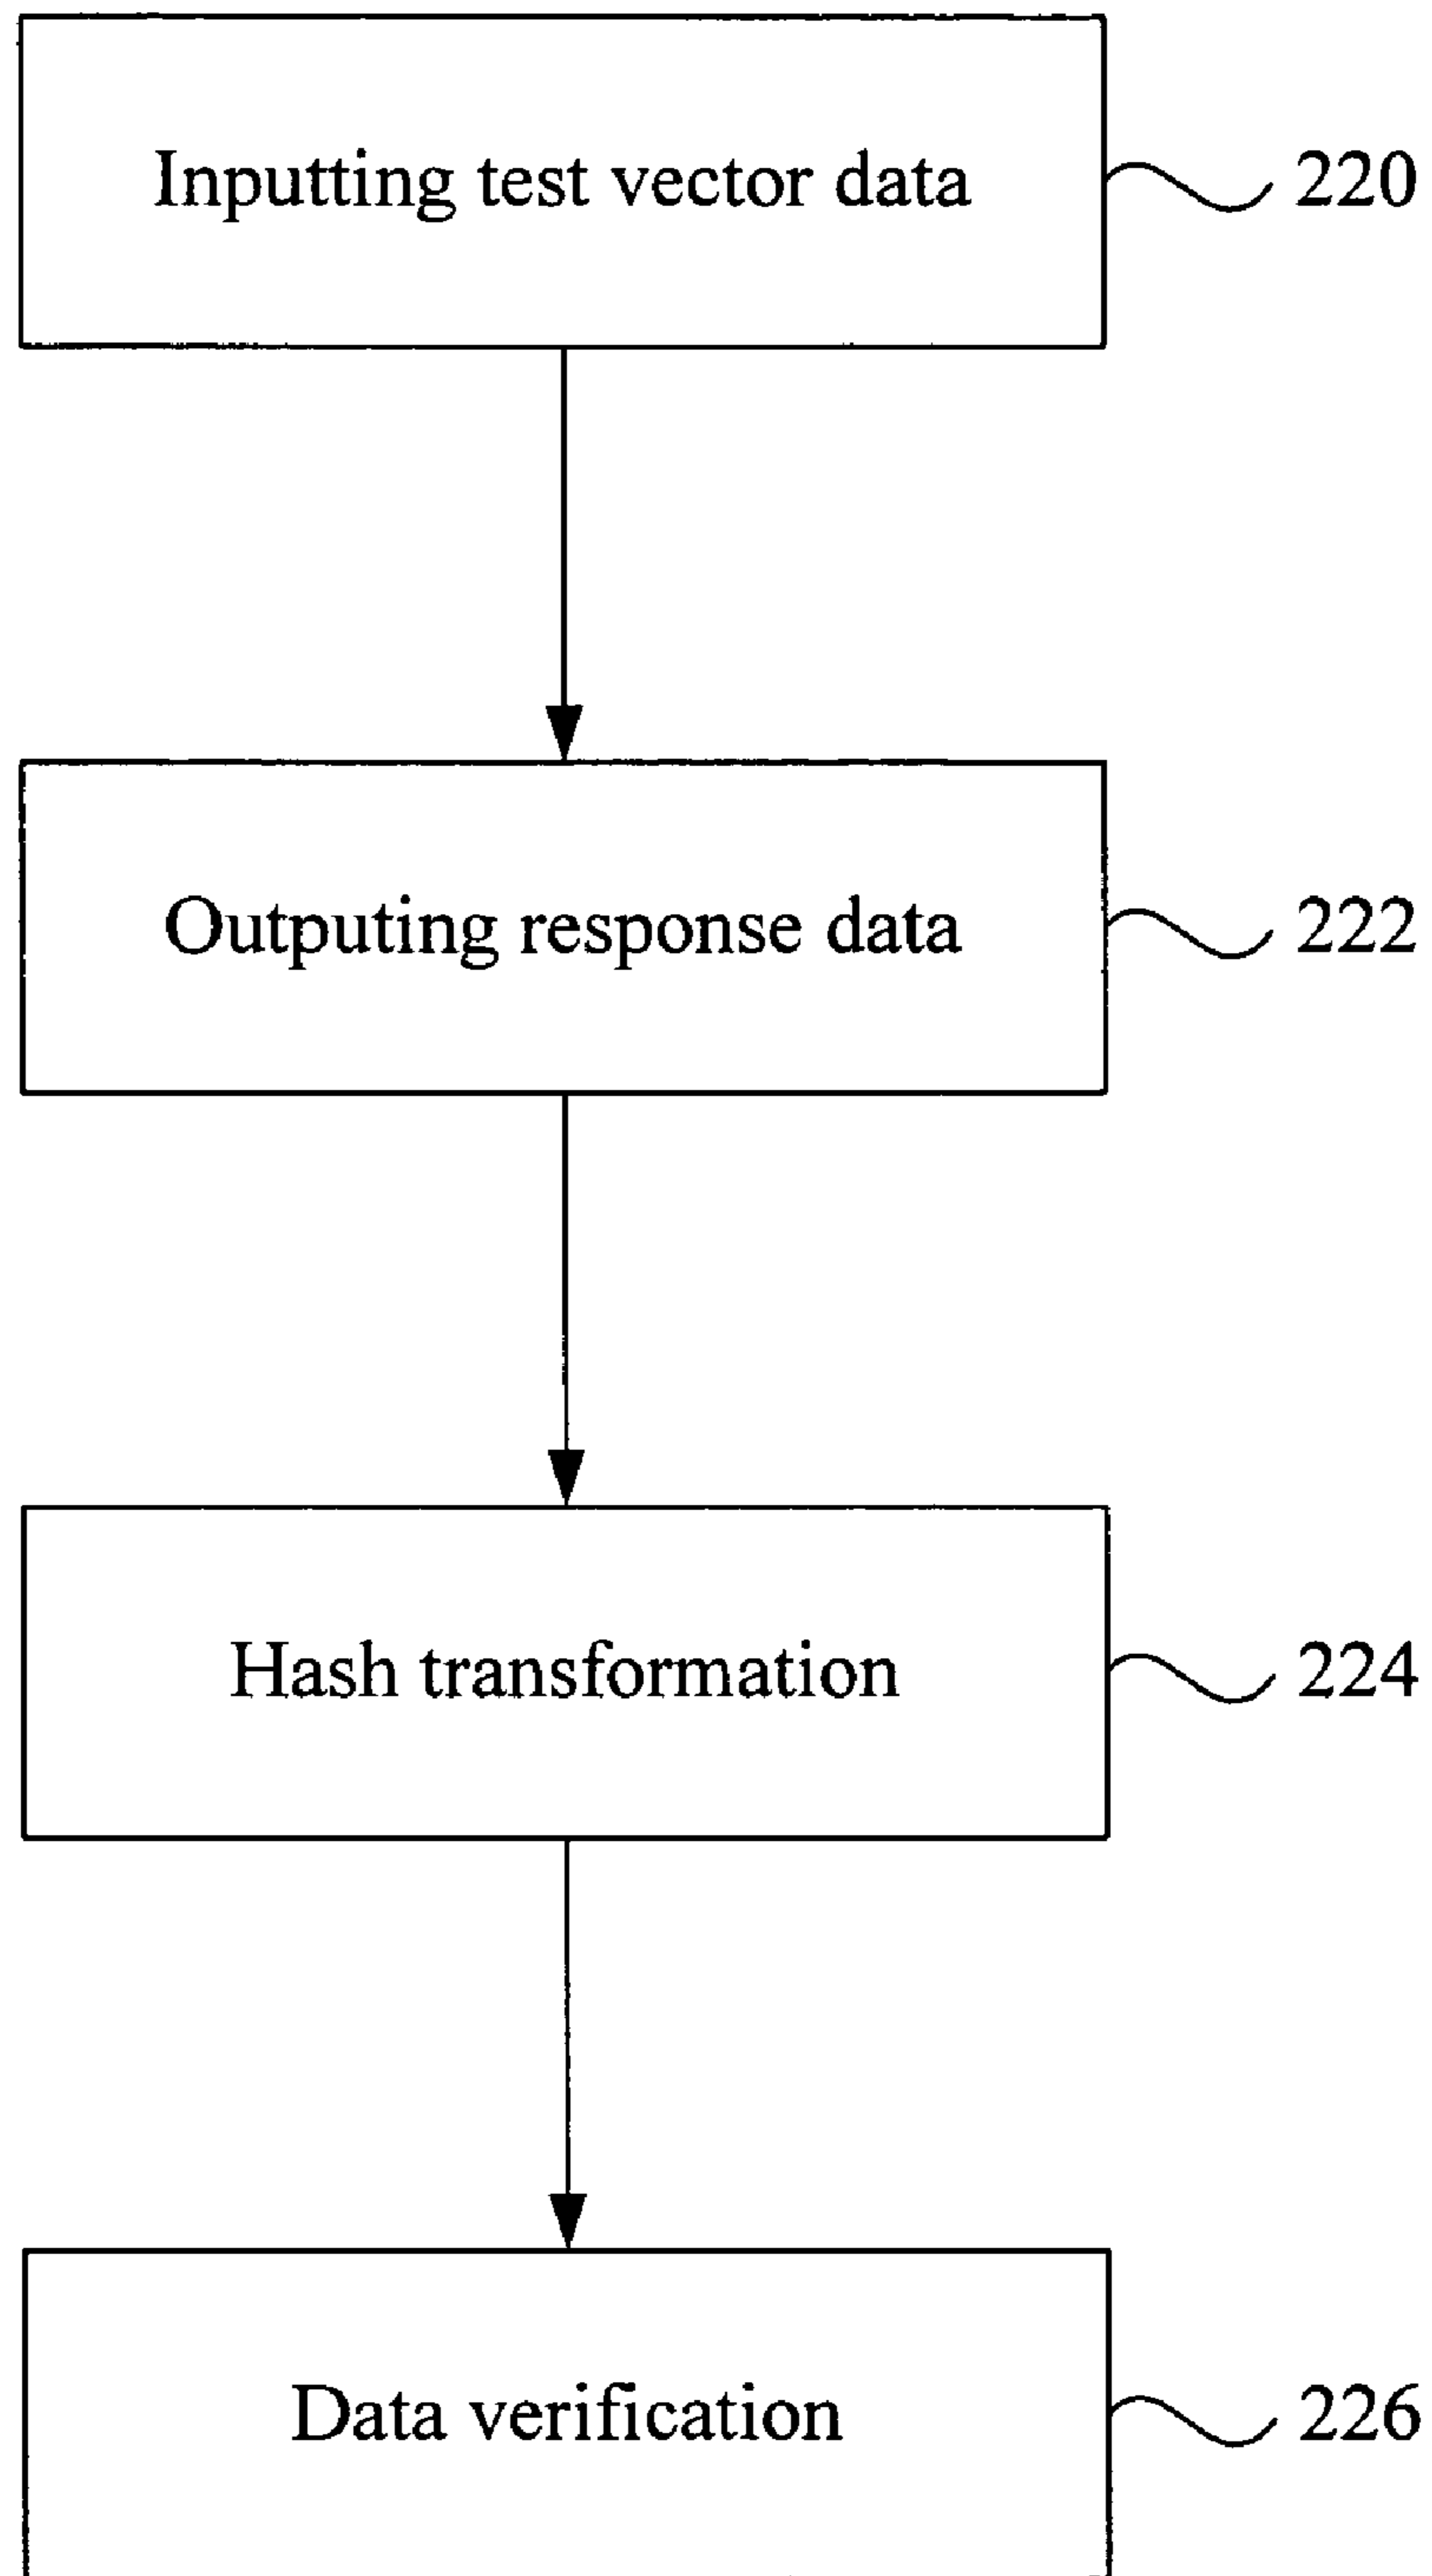 Inputting test vector data 220
Outputing response data 222
Hash transformation 224
Data verification 226